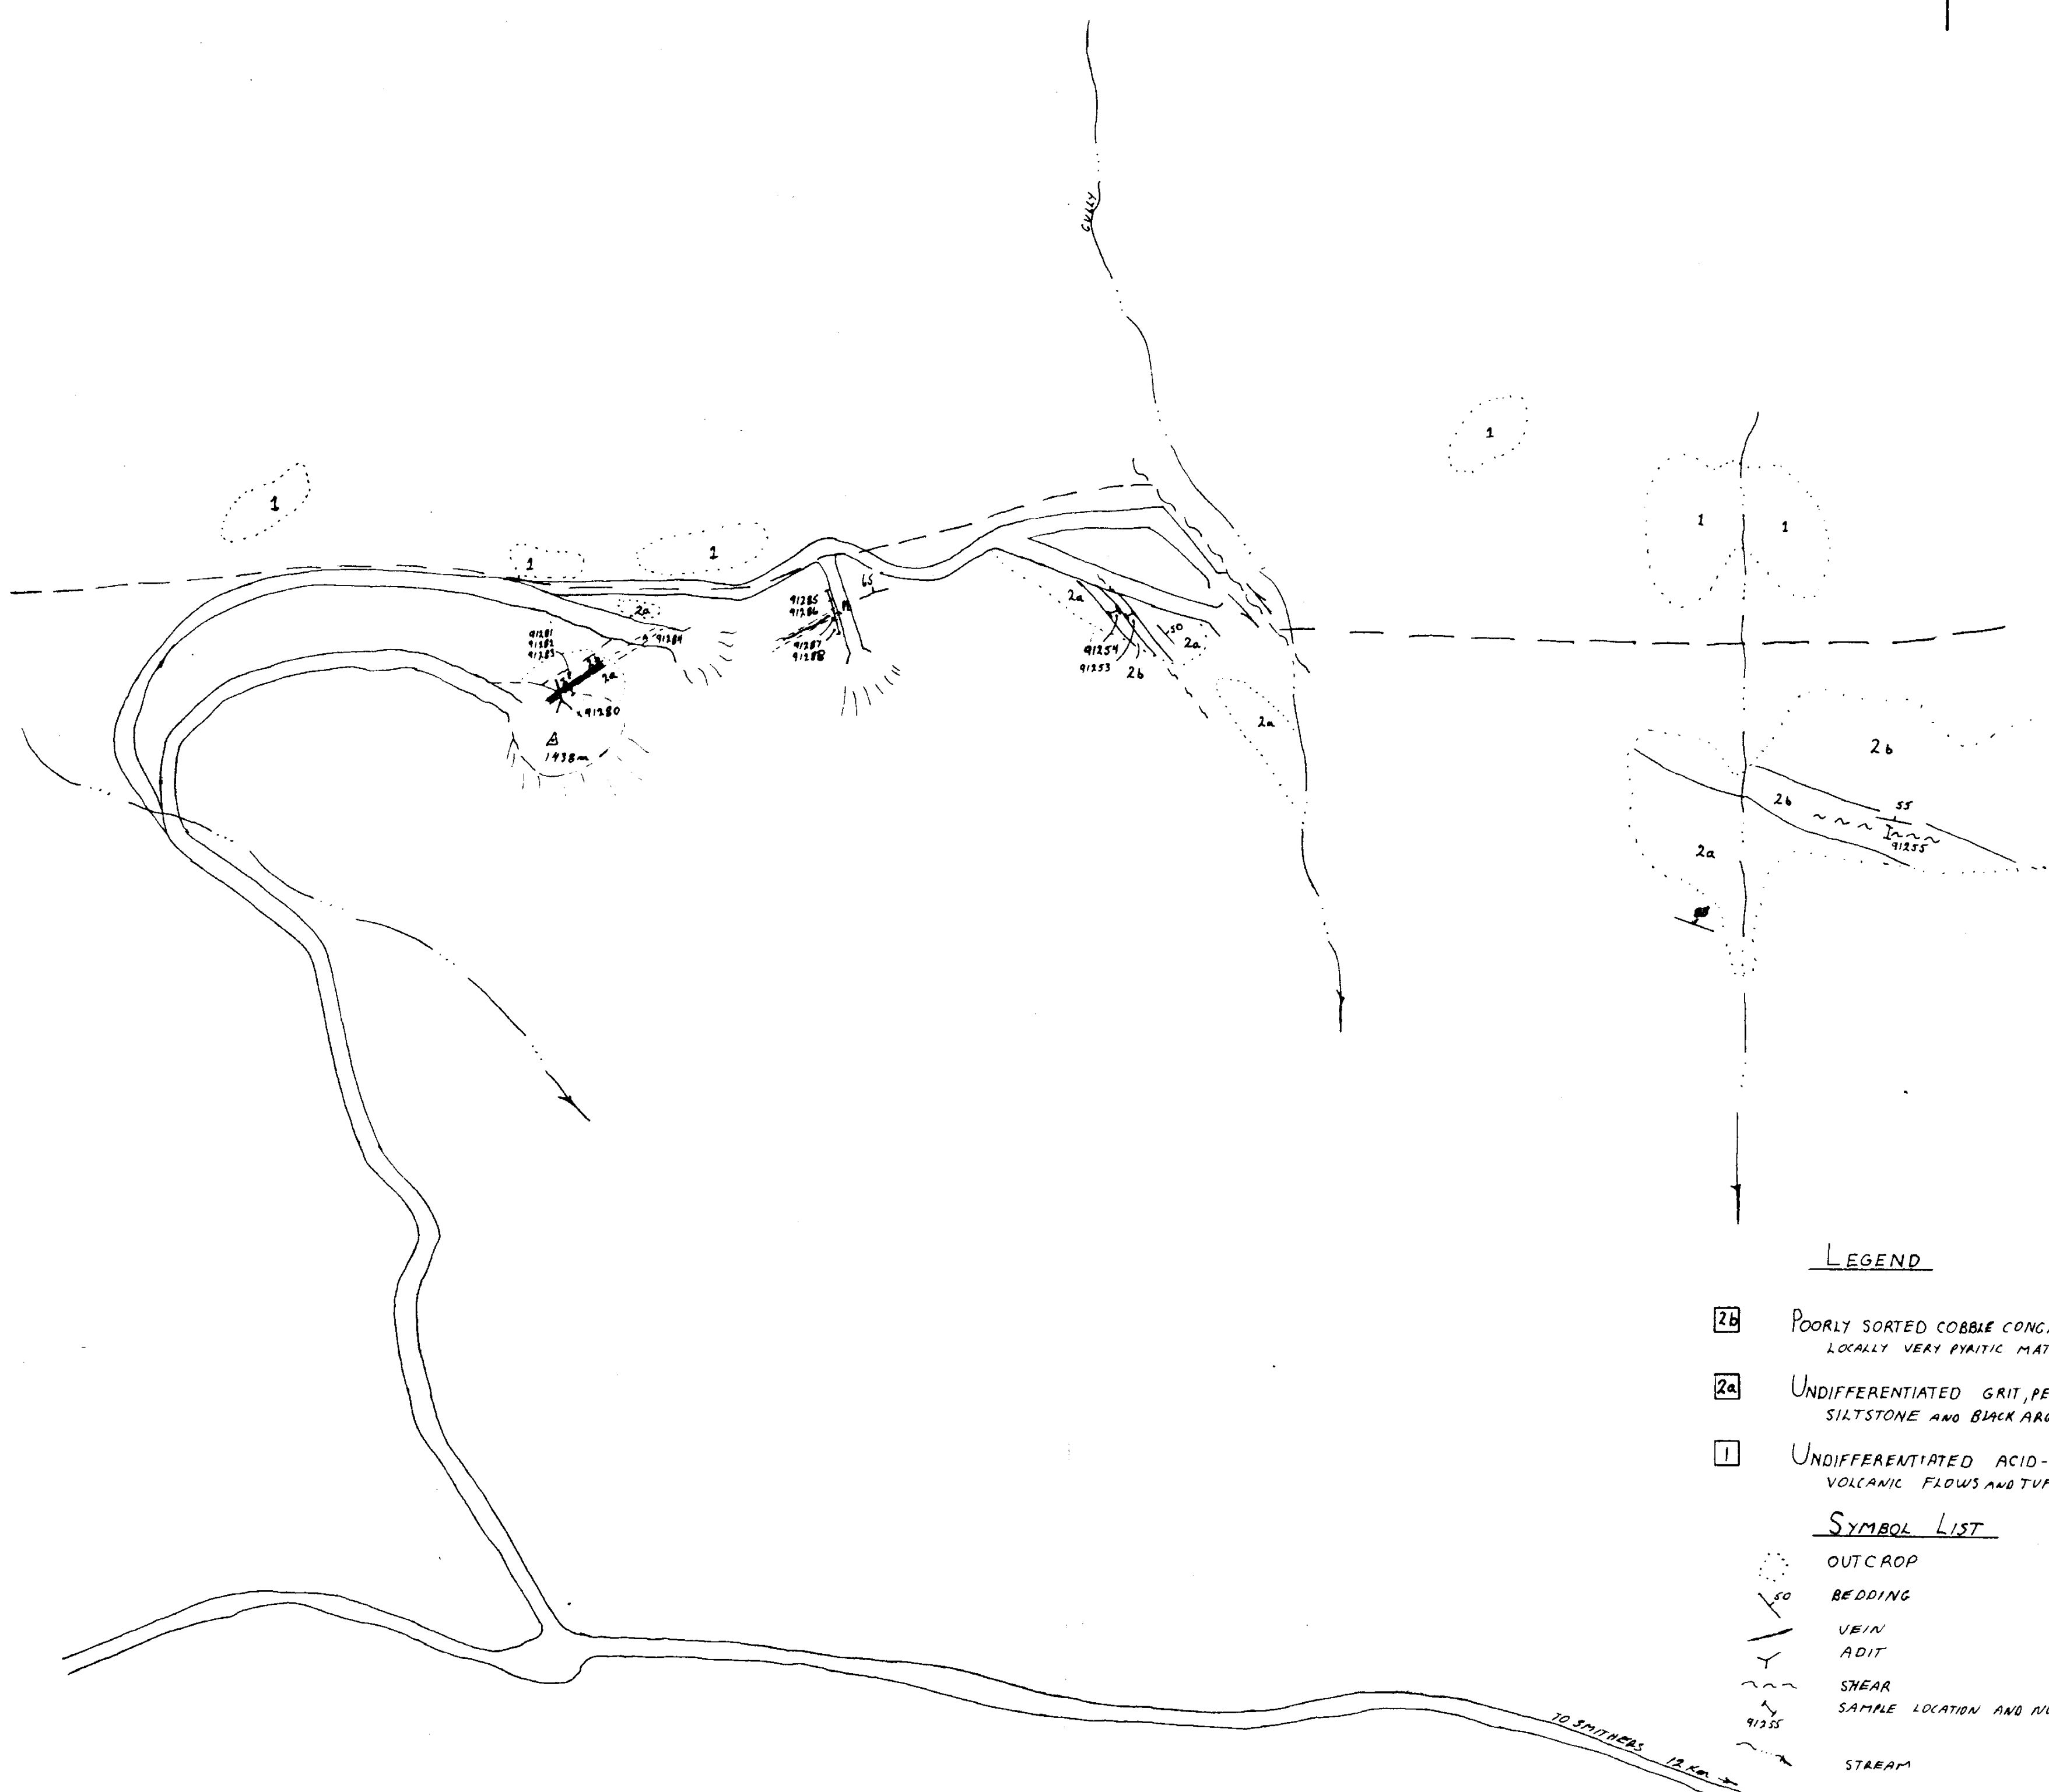 GULLY
1
1
1
1
1
1
2a
65
91285
91286
91287
91288
91281
91282
91283
91284
2a
91280
1438m
2a
50
2a
91254
91253
2b
2a
2b
2b
55
91255
2a
LEGEND
2b POORLY SORTED COBBLE CONG
LOCALLY VERY PYRITIC MAT
2a UNDIFFERENTIATED GRIT, PE
SILTSTONE AND BLACK ARG
1 UNDIFFERENTIATED ACID-
VOLCANIC FLOWS AND TUF
SYMBOL LIST
OUTCROP
50 BEDDING
VEIN
ADIT
SHEAR
SAMPLE LOCATION AND NU
91255
STREAM
TO SMITHERS 12 Km